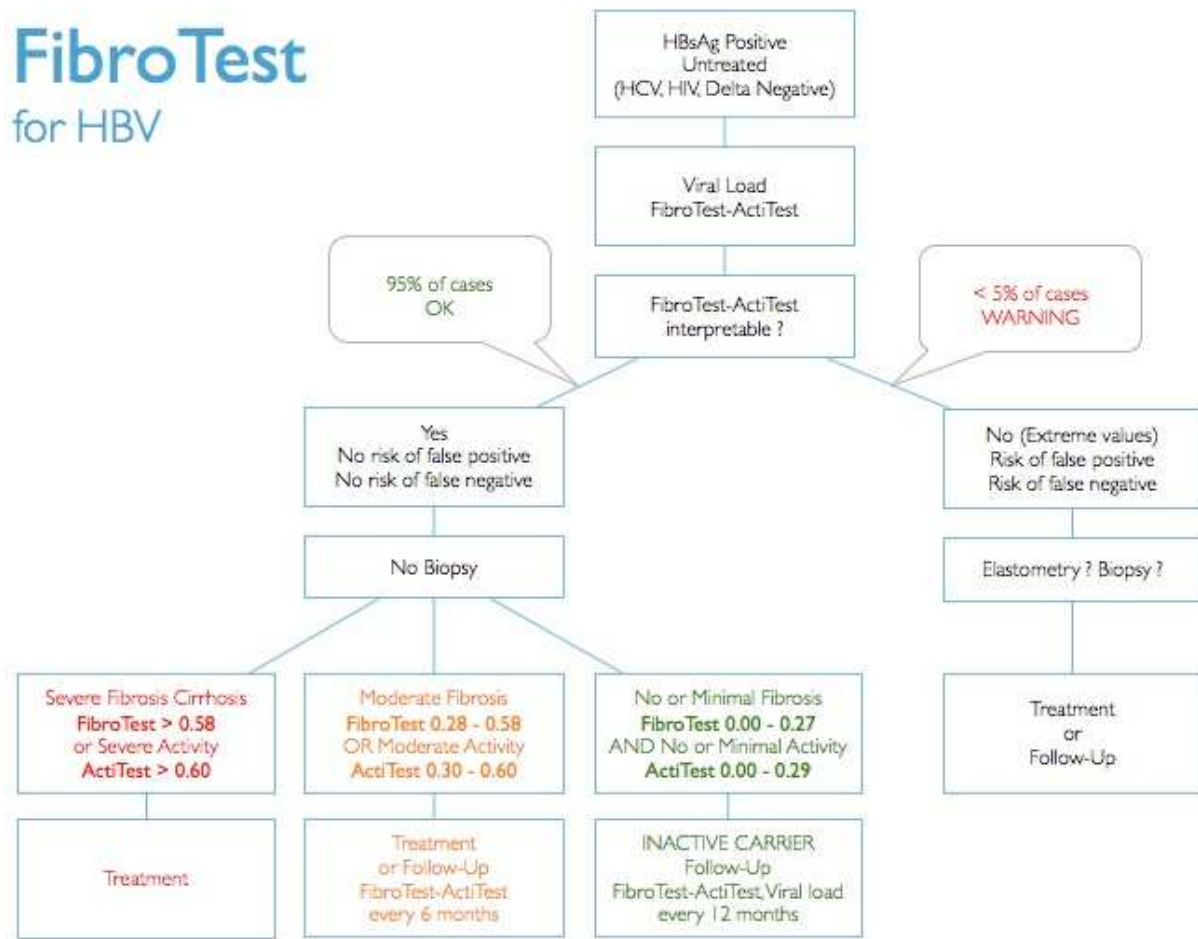 FibroTest
for HBV
HBsAg Positive
Untreated
(HCV, HIV, Delta Negative)
Viral Load
FibroTest-ActiTest
95% of cases
OK
FibroTest-ActiTest
interpretable ?
< 5% of cases
WARNING
Yes
No risk of false positive
No risk of false negative
No (Extreme values)
Risk of false positive
Risk of false negative
No Biopsy
Elastometry ? Biopsy ?
Severe Fibrosis Cirrhosis
FibroTest > 0.58
or Severe Activity
ActiTest > 0.60
Moderate Fibrosis
FibroTest 0.28 - 0.58
OR Moderate Activity
ActiTest 0.30 - 0.60
No or Minimal Fibrosis
FibroTest 0.00 - 0.27
AND No or Minimal Activity
ActiTest 0.00 - 0.29
Treatment
or
Follow-Up
Treatment
Treatment
or Follow-Up
FibroTest-ActiTest
every 6 months
INACTIVE CARRIER
Follow-Up
FibroTest-ActiTest, Viral load
every 12 months